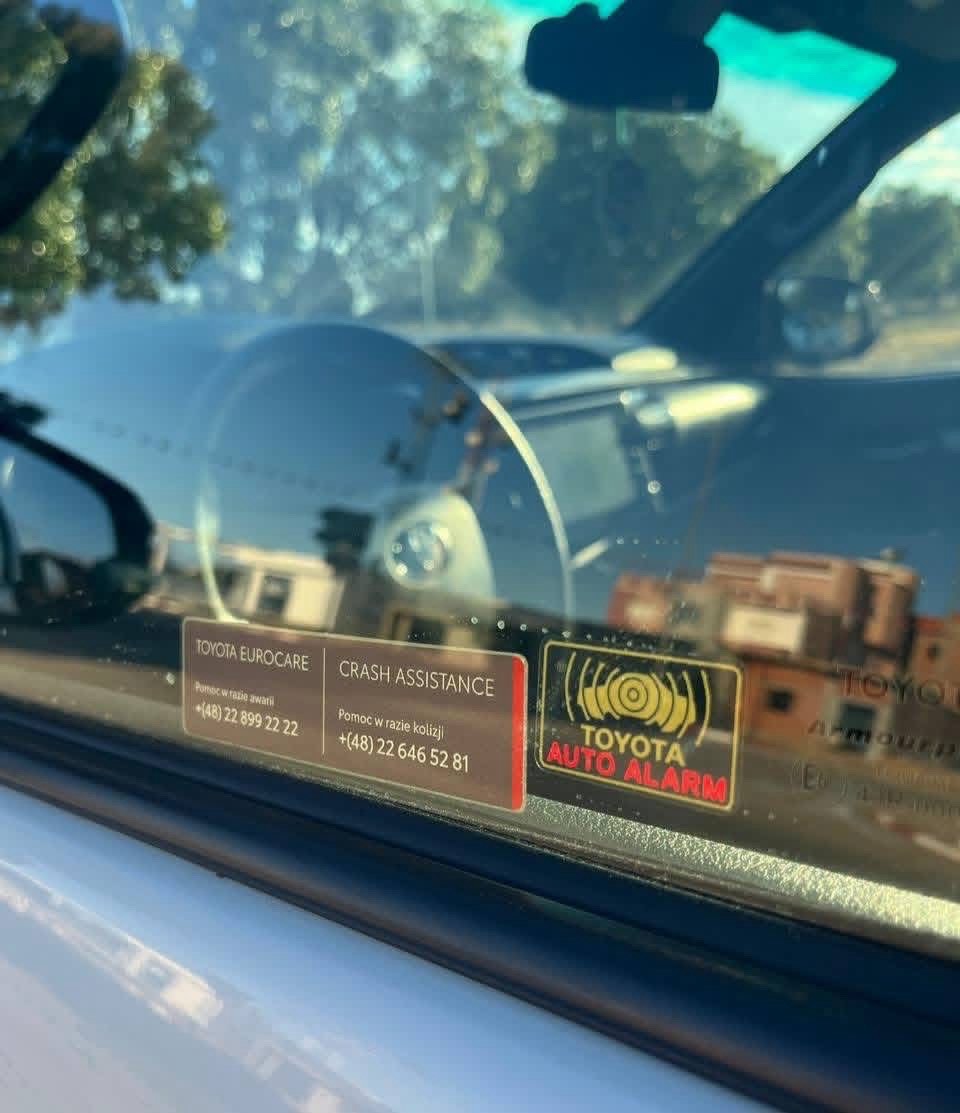 TOYOTA EUROCARE
Pomoc w razie awarii
+(48) 22 899 22 22
CRASH ASSISTANCE
Pomoc w razie kolizji
+(48) 22 646 52 81
TOYOTA
AUTO ALARM